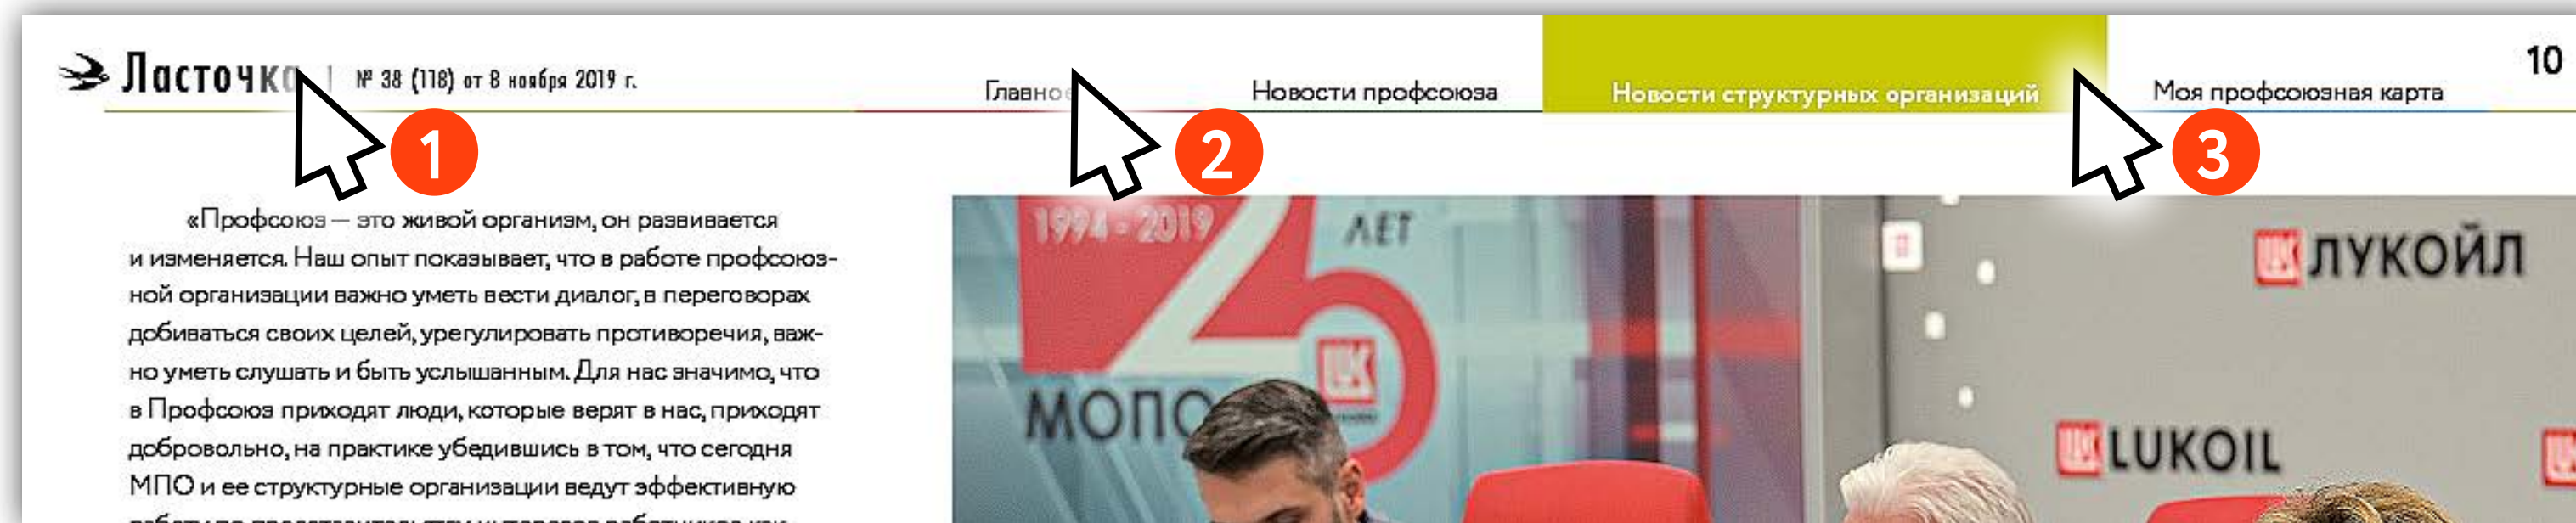 Ласточка | № 38 (118) от 8 ноября 2019 г.
Главное
Новости профсоюза
Новости структурных организаций
Моя профсоюзная карта
10
1
2
3
«Профсоюз — это живой организм, он развивается
и изменяется. Наш опыт показывает, что в работе профсоюз-
ной организации важно уметь вести диалог, в переговорах
добиваться своих целей, урегулировать противоречия, важ-
но уметь слушать и быть услышанным. Для нас значимо, что
в Профсоюз приходят люди, которые верят в нас, приходят
добровольно, на практике убедившись в том, что сегодня
МПО и ее структурные организации ведут эффективную
1994 - 2019
25
ЛЕТ
МОПО
ЛУКОЙЛ
LUKOIL